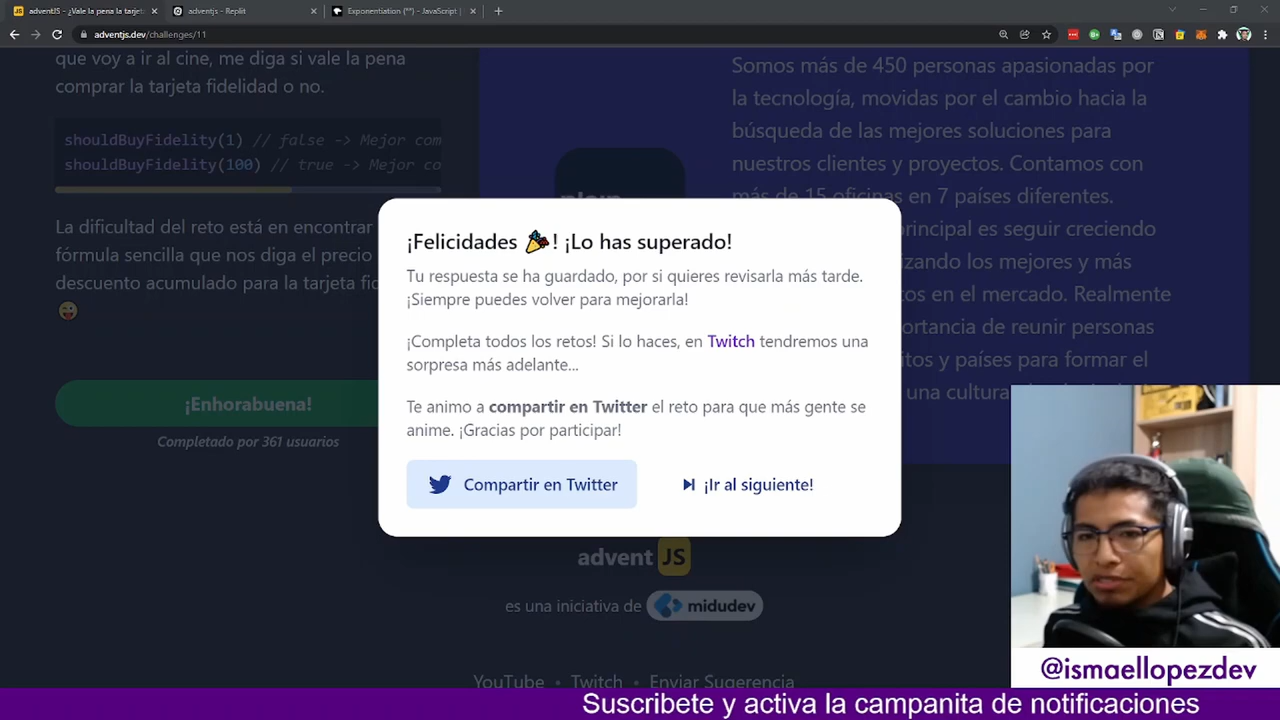 adventJS - ¿Vale la pena la tarjet
adventjs - Replit
Exponentiation (**) - JavaScript |
adventjs.dev/challenges/11
que voy a ir al cine, me diga si vale la pena
comprar la tarjeta fidelidad o no.
shouldBuyFidelity(1) // false -> Mejor com
shouldBuyFidelity(100) // true -> Mejor co
La dificultad del reto está en encontrar
fórmula sencilla que nos diga el precio
descuento acumulado para la tarjeta fid
😜
¡Enhorabuena!
Completado por 361 usuarios
Somos más de 450 personas apasionadas por
la tecnología, movidas por el cambio hacia la
búsqueda de las mejores soluciones para
nuestros clientes y proyectos. Contamos con
más de 15 oficinas en 7 países diferentes.
principal es seguir creciendo
izando los mejores y más
os en el mercado. Realmente
ortancia de reunir personas
itos y países para formar el
una cultura
plain
¡Felicidades 🎉! ¡Lo has superado!
Tu respuesta se ha guardado, por si quieres revisarla más tarde.
¡Siempre puedes volver para mejorarla!
¡Completa todos los retos! Si lo haces, en Twitch tendremos una
sorpresa más adelante...
Te animo a compartir en Twitter el reto para que más gente se
anime. ¡Gracias por participar!
Compartir en Twitter
¡Ir al siguiente!
advent JS
es una iniciativa de midudev
YouTube • Twitch • Enviar Sugerencia
@ismaellopezdev
Suscribete y activa la campanita de notificaciones